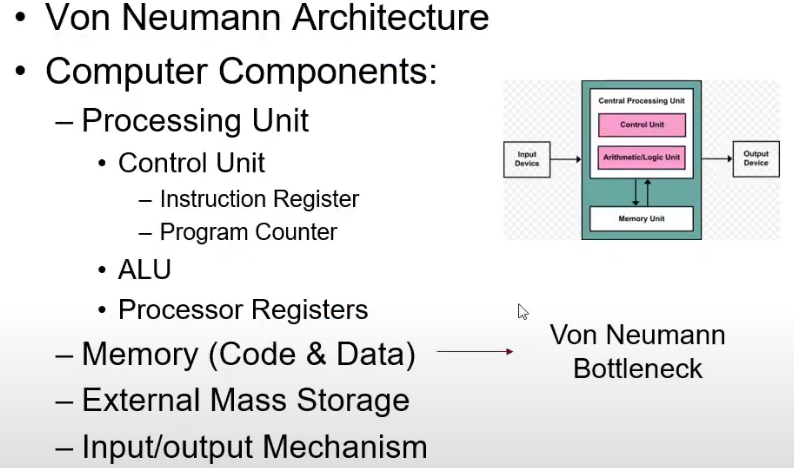 • Von Neumann Architecture
• Computer Components:
– Processing Unit
• Control Unit
– Instruction Register
– Program Counter
• ALU
• Processor Registers
– Memory (Code & Data)
– External Mass Storage
– Input/output Mechanism
Central Processing Unit
Control Unit
Arithmetic/Logic Unit
Input
Device
Output
Device
Memory Unit
Von Neumann
Bottleneck